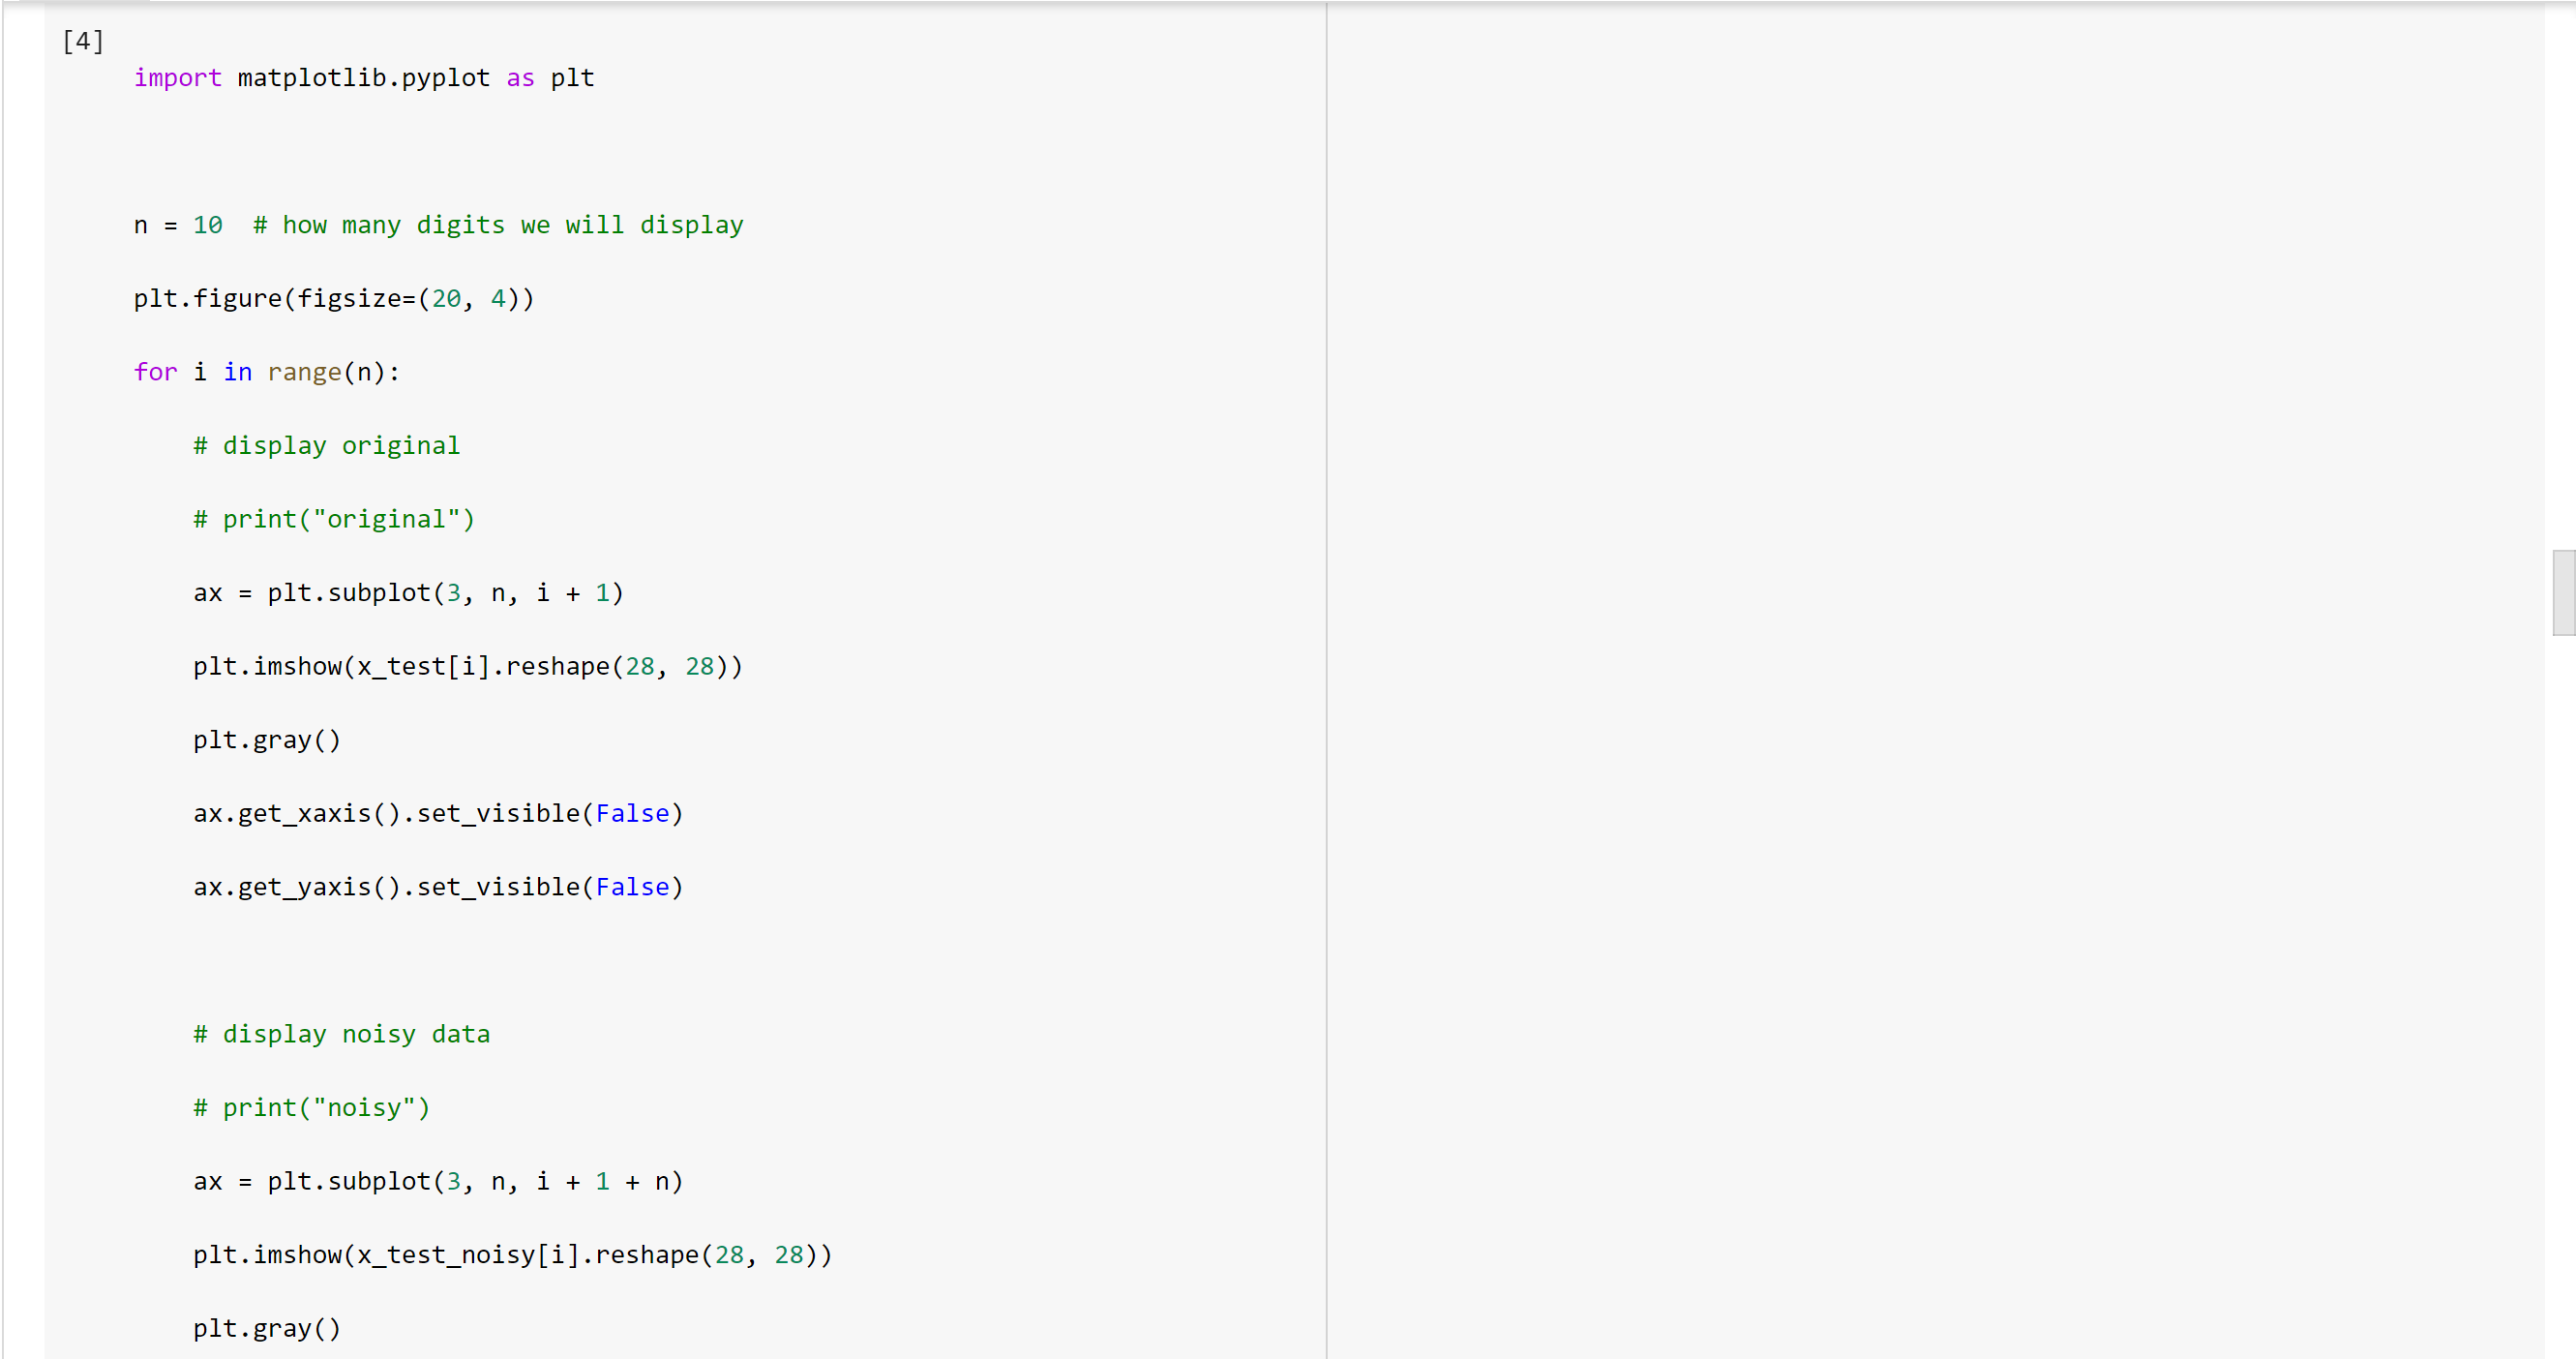 [4]
import matplotlib.pyplot as plt
n = 10  # how many digits we will display
plt.figure(figsize=(20, 4))
for i in range(n):
    # display original
    # print("original")
    ax = plt.subplot(3, n, i + 1)
    plt.imshow(x_test[i].reshape(28, 28))
    plt.gray()
    ax.get_xaxis().set_visible(False)
    ax.get_yaxis().set_visible(False)
    # display noisy data
    # print("noisy")
    ax = plt.subplot(3, n, i + 1 + n)
    plt.imshow(x_test_noisy[i].reshape(28, 28))
    plt.gray()